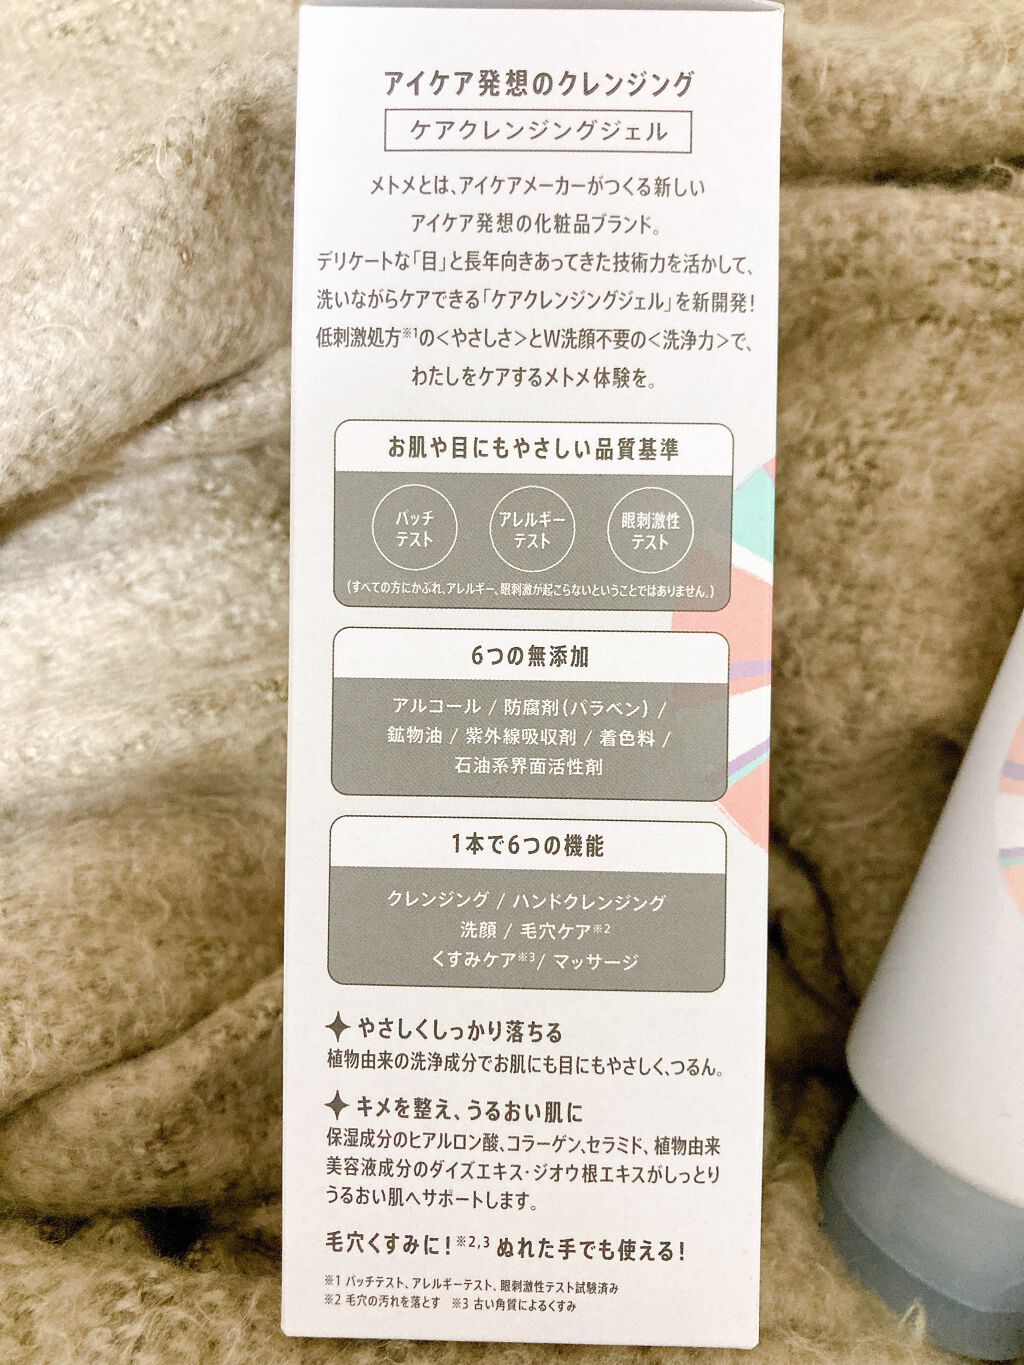 アイケア発想のクレンジング
ケアクレンジングジェル
メトメとは、アイケアメーカーがつくる新しい
アイケア発想の化粧品ブランド。
デリケートな「目」と長年向きあってきた技術力を活かして、
洗いながらケアできる「ケアクレンジングジェル」を新開発!
低刺激処方※1の<やさしさ>とW洗顔不要の<洗浄力>で、
わたしをケアするメトメ体験を。
お肌や目にもやさしい品質基準
パッチ
テスト
アレルギー
テスト
眼刺激性
テスト
(すべての方にかぶれ、アレルギー、眼刺激が起こらないということではありません。)
6つの無添加
アルコール / 防腐剤(パラベン) /
鉱物油 / 紫外線吸収剤 / 着色料 /
石油系界面活性剤
1本で6つの機能
クレンジング / ハンドクレンジング
洗顔 / 毛穴ケア※2
くすみケア※3 / マッサージ
やさしくしっかり落ちる
植物由来の洗浄成分でお肌にも目にもやさしく、つるん。
キメを整え、うるおい肌に
保湿成分のヒアルロン酸、コラーゲン、セラミド、植物由来
美容液成分のダイズエキス・ジオウ根エキスがしっとり
うるおい肌へサポートします。
毛穴くすみに!※2,3 ぬれた手でも使える!
※1 パッチテスト、アレルギーテスト、眼刺激性テスト試験済み
※2 毛穴の汚れを落とす ※3 古い角質によるくすみ